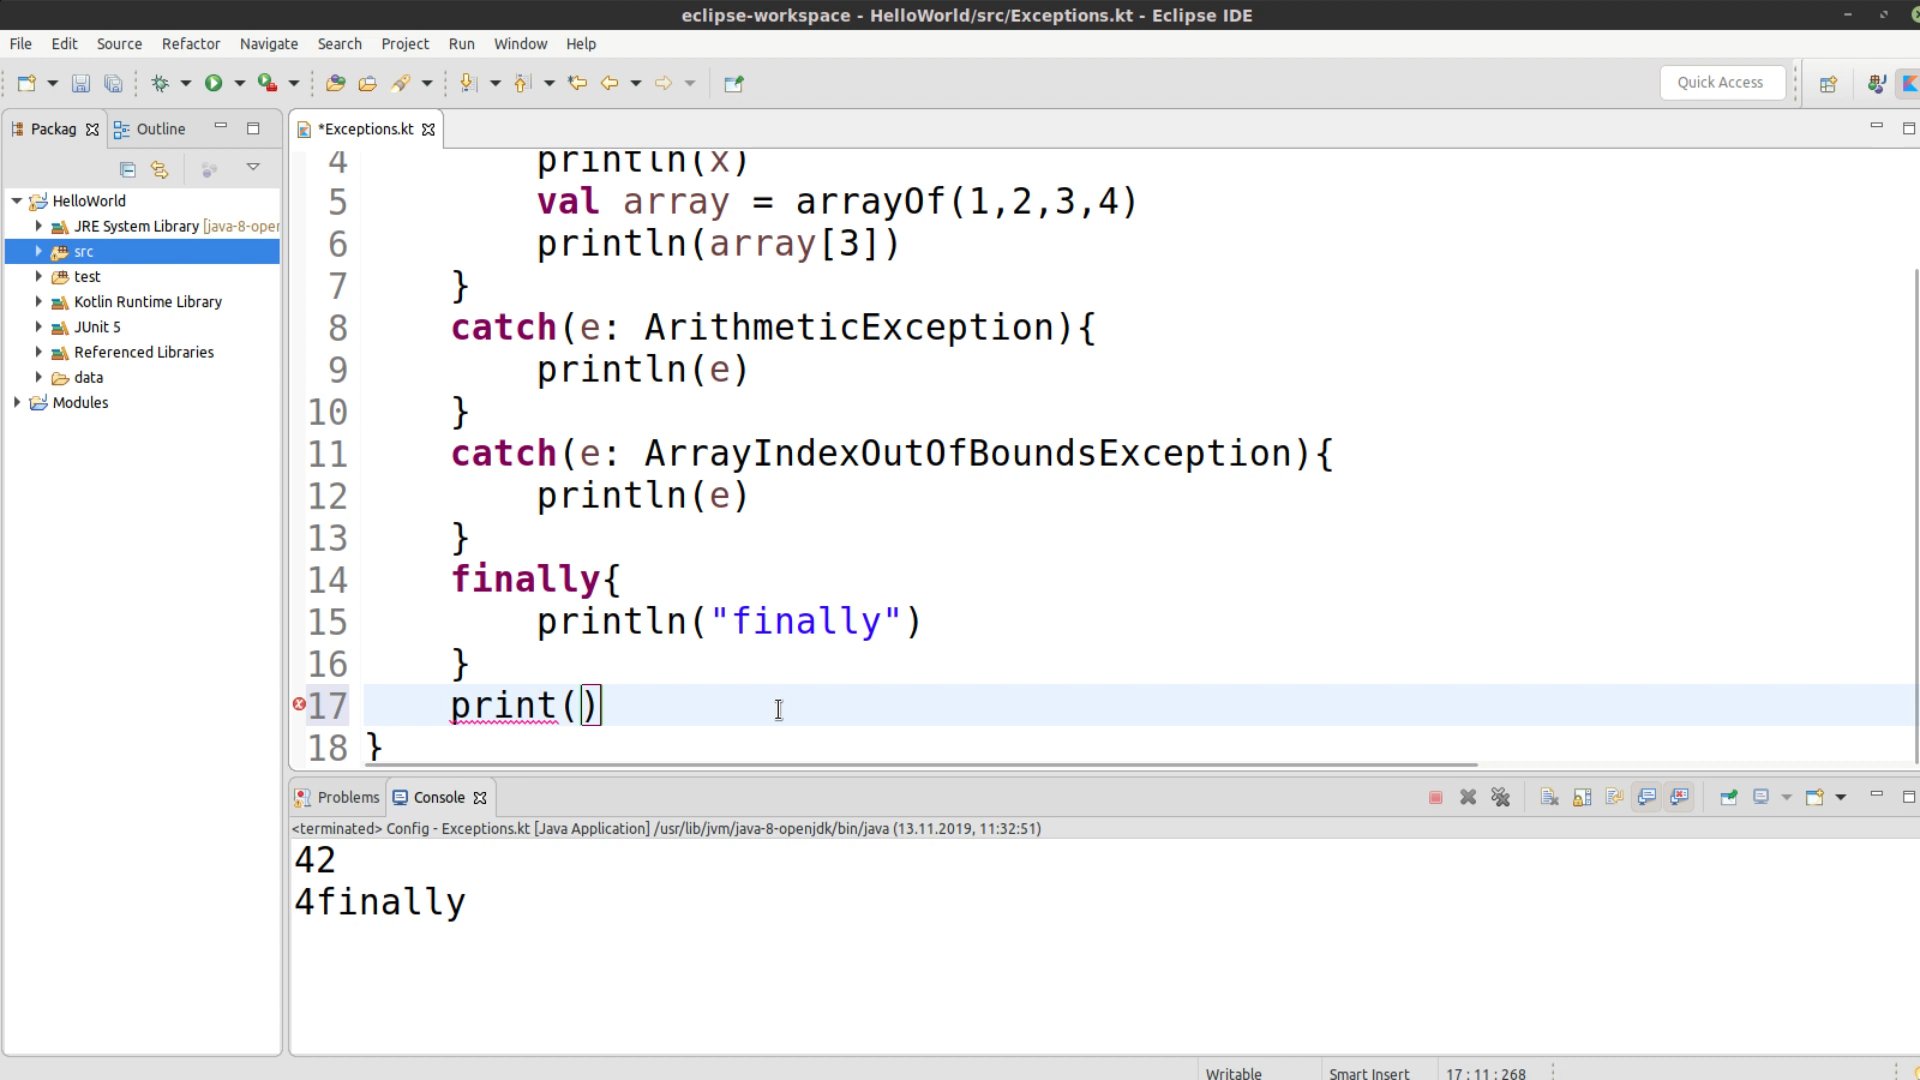 eclipse-workspace - HelloWorld/src/Exceptions.kt - Eclipse IDE
File Edit Source Refactor Navigate Search Project Run Window Help
Quick Access
Packag Outline
*Exceptions.kt
HelloWorld
JRE System Library [java-8-oper
src
test
Kotlin Runtime Library
JUnit 5
Referenced Libraries
data
Modules
4 println(x)
5 val array = arrayOf(1,2,3,4)
6 println(array[3])
7 }
8 catch(e: ArithmeticException){
9 println(e)
10 }
11 catch(e: ArrayIndexOutOfBoundsException){
12 println(e)
13 }
14 finally{
15 println("finally")
16 }
17 print()
18 }
Problems Console
<terminated> Config - Exceptions.kt [Java Application] /usr/lib/jvm/java-8-openjdk/bin/java (13.11.2019, 11:32:51)
42
4finally
Writable Smart Insert 17 : 11 : 268